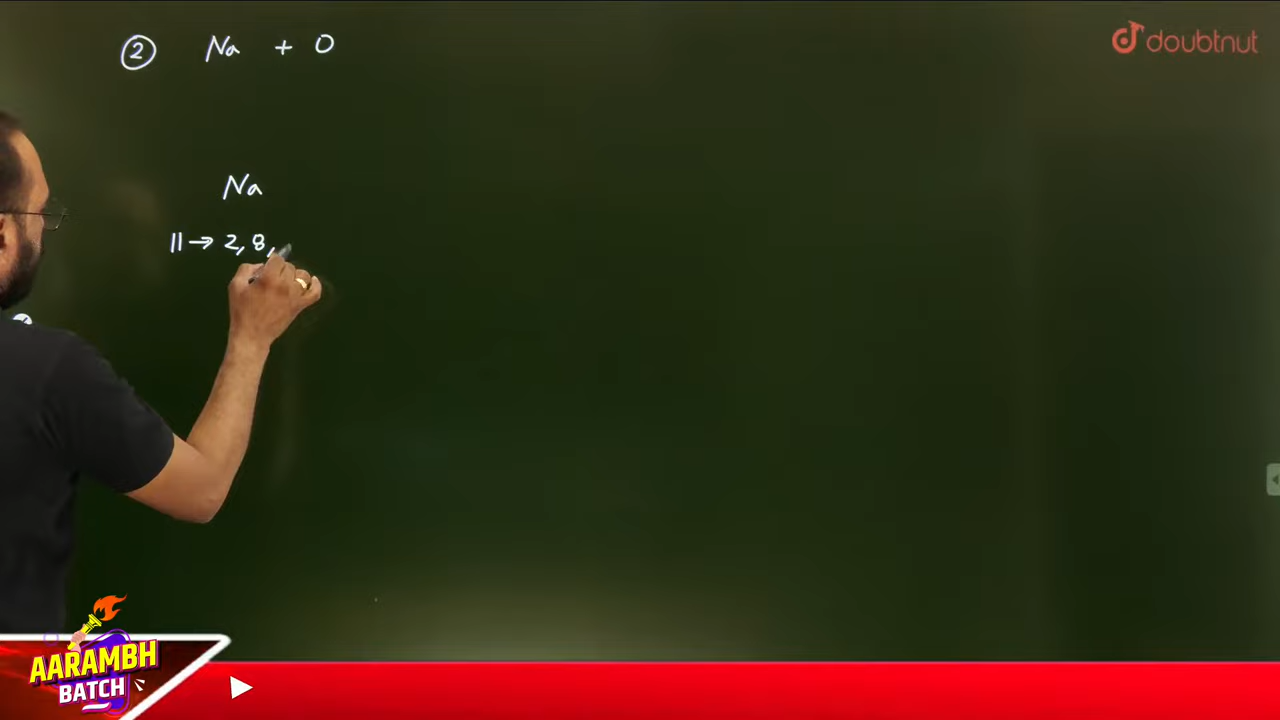 ② Na + O
doubtnut
Na
11 → 2, 8,
AARAMBH
BATCH